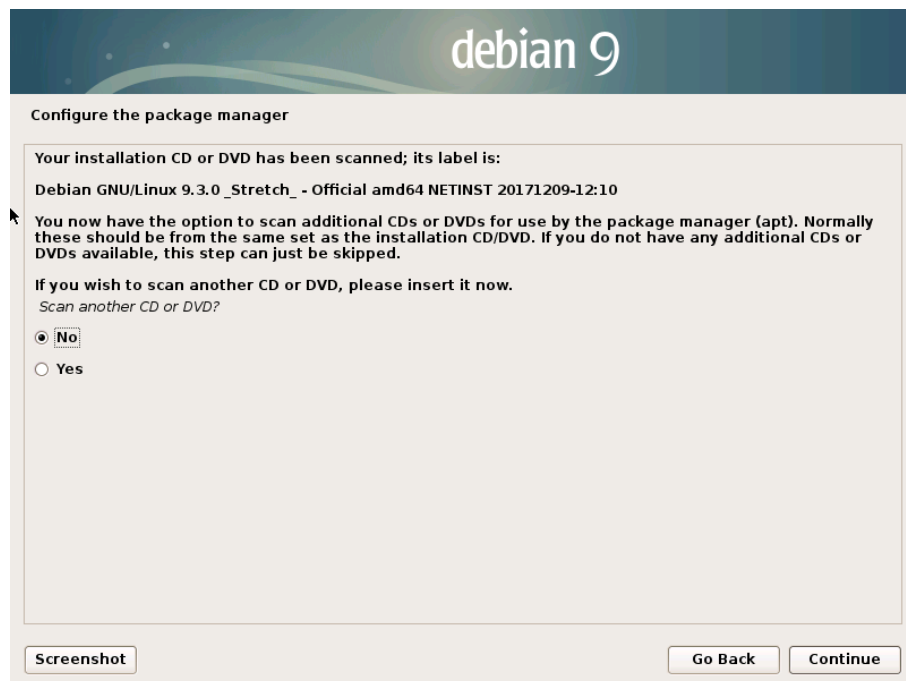 debian 9
Configure the package manager
Your installation CD or DVD has been scanned; its label is:
Debian GNU/Linux 9.3.0 _Stretch_ - Official amd64 NETINST 20171209-12:10
You now have the option to scan additional CDs or DVDs for use by the package manager (apt). Normally
these should be from the same set as the installation CD/DVD. If you do not have any additional CDs or
DVDs available, this step can just be skipped.
If you wish to scan another CD or DVD, please insert it now.
Scan another CD or DVD?
No
Yes
Screenshot
Go Back
Continue